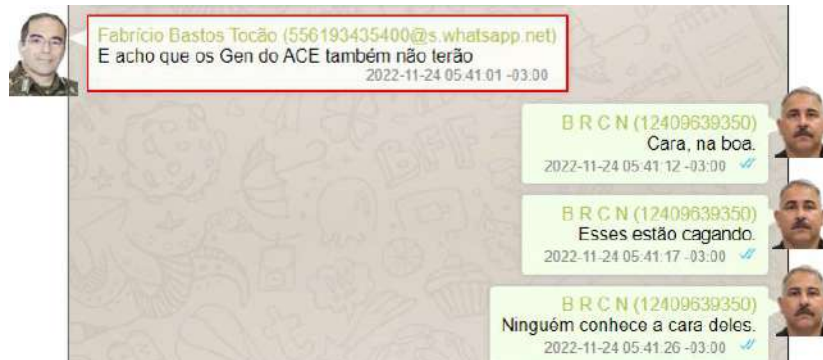 Fabrício Bastos Tocão (556193435400@s.whatsapp.net)
E acho que os Gen do ACE também não terão
2022-11-24 05:41:01 -03:00
B R C N (12409639350)
Cara, na boa.
2022-11-24 05:41:12 -03:00
B R C N (12409639350)
Esses estão cagando.
2022-11-24 05:41:17 -03:00
B R C N (12409639350)
Ninguém conhece a cara deles.
2022-11-24 05:41:26 -03:00